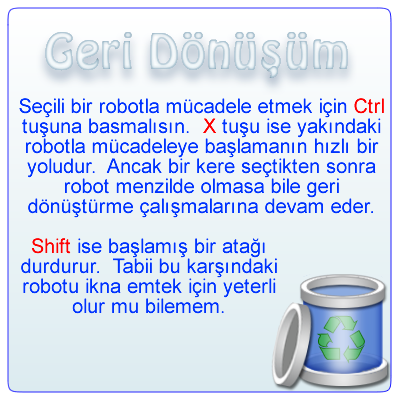 Geri Dönüşüm
Seçili bir robotla mücadele etmek için Ctrl
tuşuna basmalısın. X tuşu ise yakındaki
robotla mücadeleye başlamanın hızlı bir
yoludur. Ancak bir kere seçtikten sonra
robot menzilde olmasa bile geri
dönüştürme çalışmalarına devam eder.
Shift ise başlamış bir atağı
durdurur. Tabii bu karşındaki
robotu ikna emtek için yeterli
olur mu bilemem.